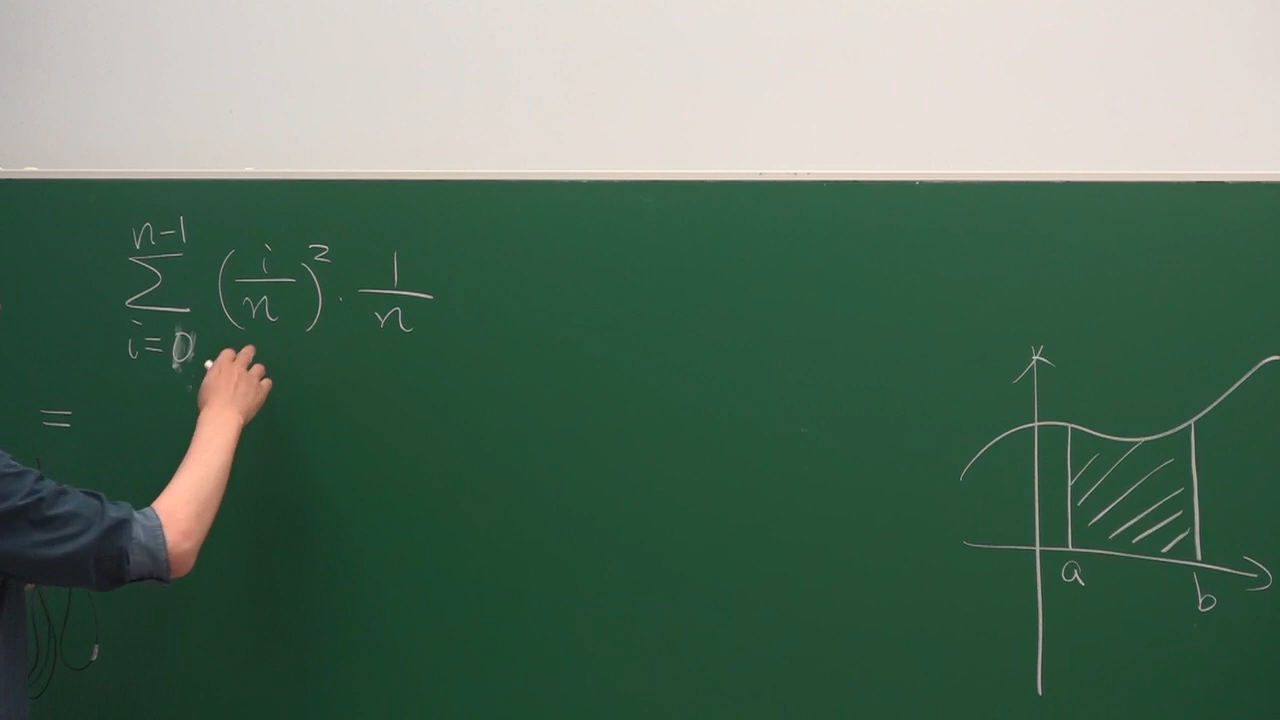 n-1
∑ (i/n)² · 1/n
i=0
=
a
b